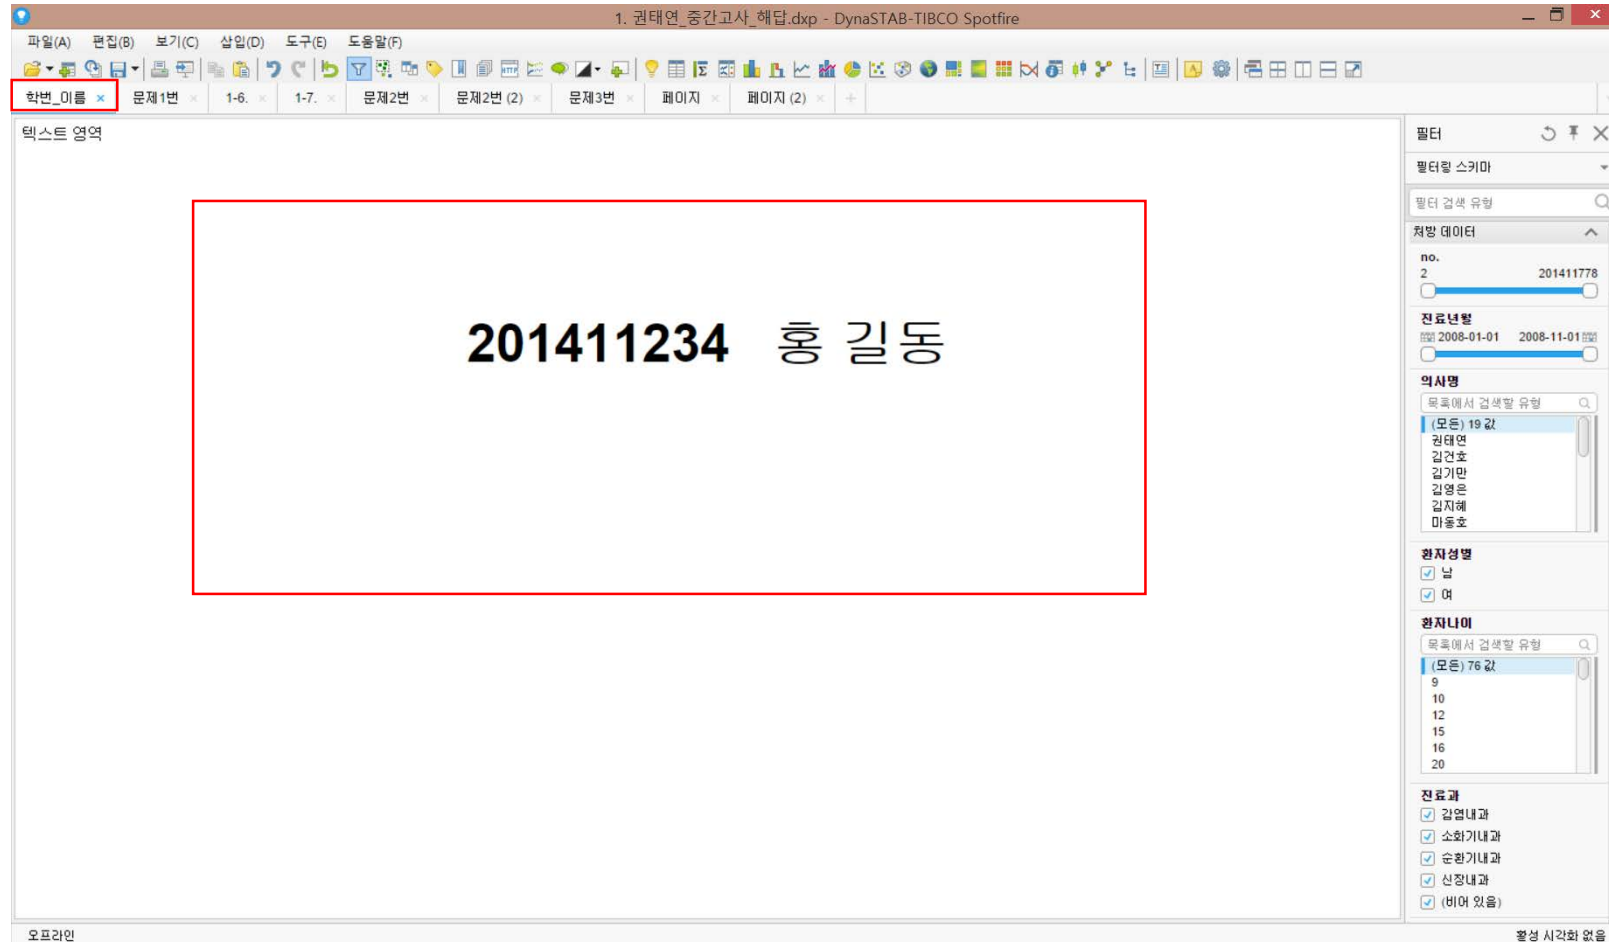 1. 권태연_중간고사_해답.dxp - DynaSTAB-TIBCO Spotfire
파일(A) 편집(B) 보기(C) 삽입(D) 도구(E) 도움말(F)
학번_이름 문제1번 1-6. 1-7. 문제2번 문제2번 (2) 문제3번 페이지 페이지 (2)
텍스트 영역
201411234 홍 길동
필터
필터링 스키마
필터 검색 유형
처방 데이터
no.
2 201411778
진료년월
2008-01-01 2008-11-01
의사명
목록에서 검색할 유형
(모든) 19 값
권태연
김건호
김기만
김영은
김지혜
마동호
환자성별
남
여
환자나이
목록에서 검색할 유형
(모든) 76 값
9
10
12
15
16
20
진료과
감염내과
소화기내과
순환기내과
신장내과
(비어 있음)
오프라인 활성 시각화 없음